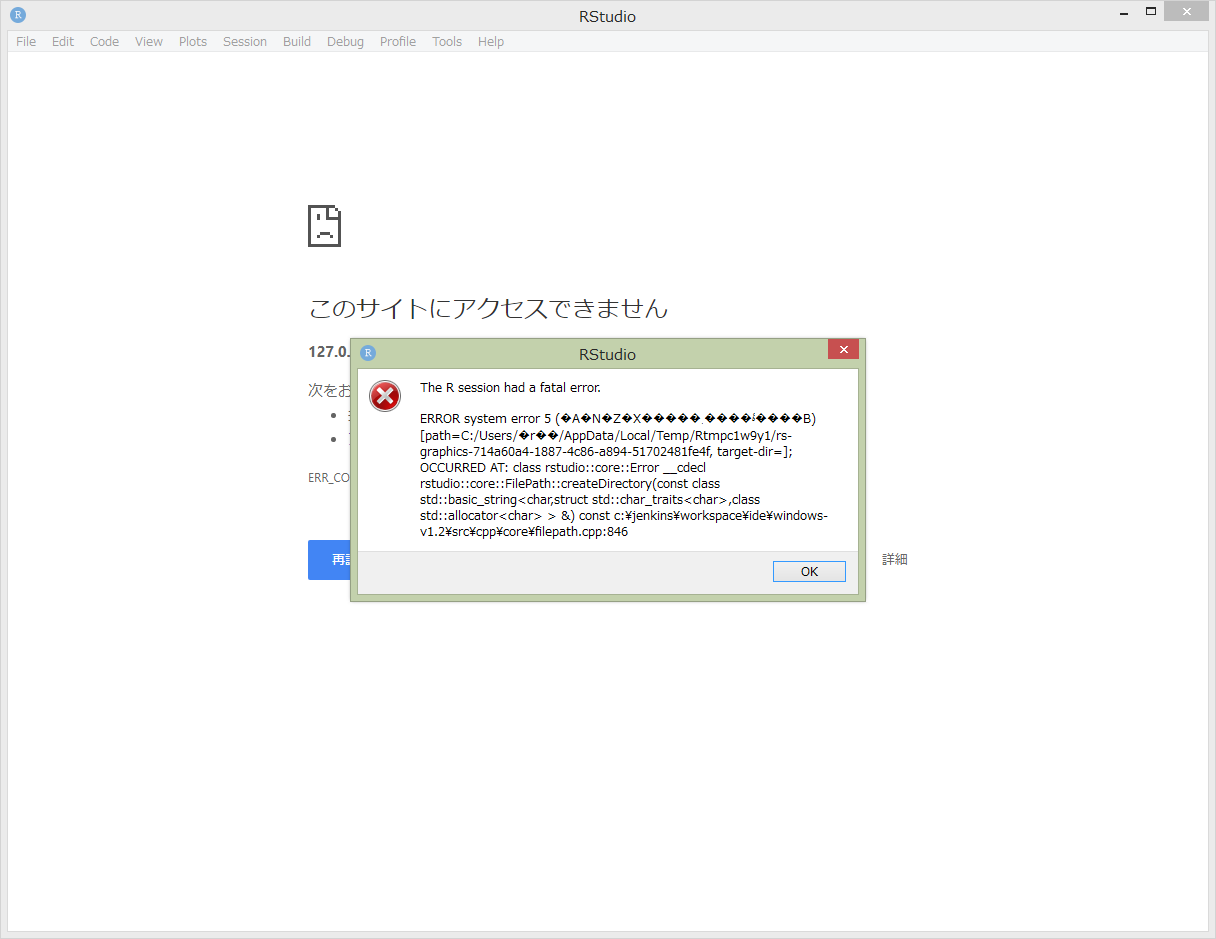 RStudio
File Edit Code View Plots Session Build Debug Profile Tools Help
このサイトにアクセスできません
127.0.
次をお
ERR_CO
再読
詳細
RStudio
The R session had a fatal error.
ERROR system error 5 (�A�N�Z�X�����.����ۂ����B)
[path=C:/Users/�r��/AppData/Local/Temp/Rtmpc1w9y1/rs-
graphics-714a60a4-1887-4c86-a894-51702481fe4f, target-dir=];
OCCURRED AT: class rstudio::core::Error __cdecl
rstudio::core::FilePath::createDirectory(const class
std::basic_string<char,struct std::char_traits<char>,class
std::allocator<char> > &) const c:¥jenkins¥workspace¥ide¥windows-
v1.2¥src¥cpp¥core¥filepath.cpp:846
OK